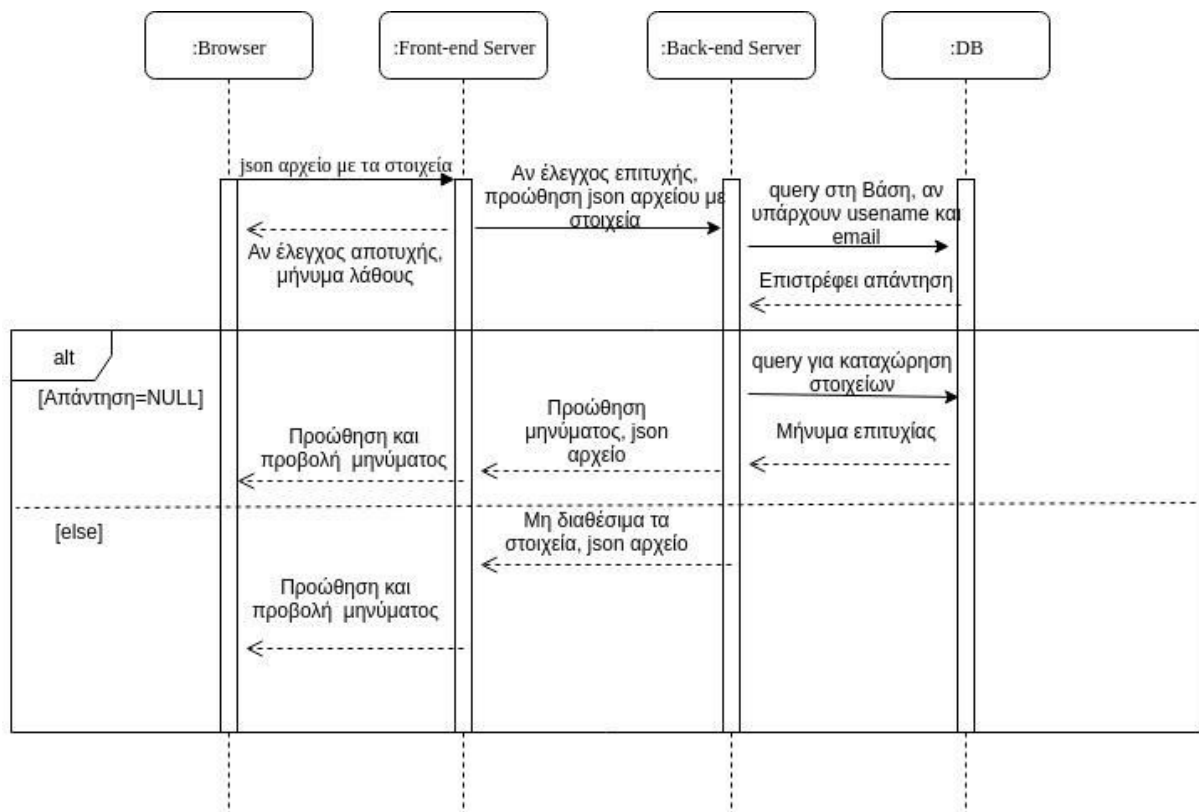 :Browser
:Front-end Server
:Back-end Server
:DB
json αρχείο με τα στοιχεία
Αν έλεγχος επιτυχής,
προώθηση json αρχείου με
στοιχεία
query στη Βάση, αν
υπάρχουν usename και
email
Αν έλεγχος αποτυχής,
μήνυμα λάθους
Επιστρέφει απάντηση
alt
[Απάντηση=NULL]
query για καταχώρηση
στοιχείων
Μήνυμα επιτυχίας
Προώθηση
μηνύματος, json
αρχείο
Προώθηση και
προβολή μηνύματος
[else]
Μη διαθέσιμα τα
στοιχεία, json αρχείο
Προώθηση και
προβολή μηνύματος